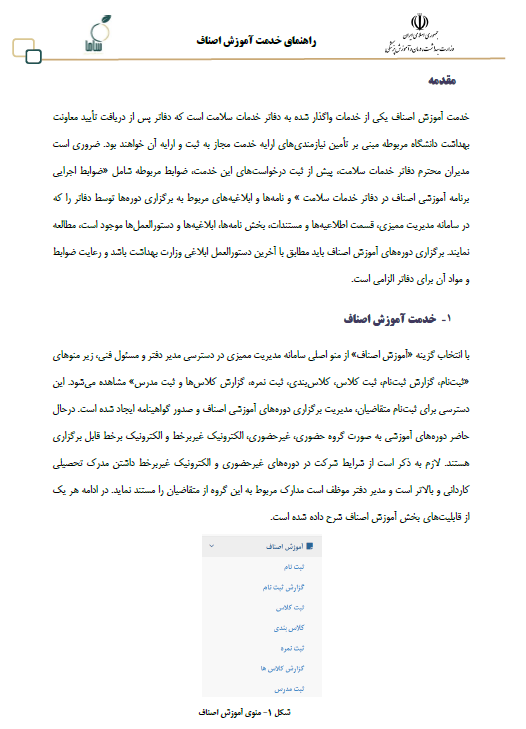 جمهوری اسلامی ایران
وزارت بهداشت، درمان و آموزش پزشکی
راهنمای خدمت آموزش اصناف
ساما
مقدمه
خدمت آموزش اصناف یکی از خدمات واگذار شده به دفاتر خدمات سلامت است که دفاتر پس از دریافت تأیید معاونت
بهداشت دانشگاه مربوطه مبنی بر تأمین نیازمندی‌های ارایه خدمت مجاز به ثبت و ارایه آن خواهند بود. ضروری است
مدیران محترم دفاتر خدمات سلامت، پیش از ثبت درخواست‌های این خدمت، ضوابط مربوطه شامل «ضوابط اجرایی
برنامه آموزشی اصناف در دفاتر خدمات سلامت » و نامه‌ها و ابلاغیه‌های مربوط به برگزاری دوره‌ها توسط دفاتر را که
در سامانه مدیریت ممیزی، قسمت اطلاعیه‌ها و مستندات، بخش نامه‌ها، ابلاغیه‌ها و دستورالعمل‌ها موجود است، مطالعه
نمایند. برگزاری دوره‌های آموزش اصناف باید مطابق با آخرین دستورالعمل ابلاغی وزارت بهداشت باشد و رعایت ضوابط
و مواد آن برای دفاتر الزامی است.
۱- خدمت آموزش اصناف
با انتخاب گزینه «آموزش اصناف» از منو اصلی سامانه مدیریت ممیزی در دسترسی مدیر دفتر و مسئول فنی، زیر منوهای
«ثبت‌نام، گزارش ثبت‌نام، ثبت کلاس، کلاس‌بندی، ثبت نمره، گزارش کلاس‌ها و ثبت مدرس» مشاهده می‌شود. این
دسترسی برای ثبت‌نام متقاضیان، مدیریت برگزاری دوره‌های آموزشی اصناف و صدور گواهینامه ایجاد شده است. درحال
حاضر دوره‌های آموزشی به صورت گروه حضوری، غیرحضوری، الکترونیک غیربرخط و الکترونیک برخط قابل برگزاری
هستند. لازم به ذکر است از شرایط شرکت در دوره‌های غیرحضوری و الکترونیک غیربرخط داشتن مدرک تحصیلی
کاردانی و بالاتر است و مدیر دفتر موظف است مدارک مربوط به این گروه از متقاضیان را مستند نماید. در ادامه هر یک
از قابلیت‌های بخش آموزش اصناف شرح داده شده است.
آموزش اصناف
ثبت نام
گزارش ثبت نام
ثبت کلاس
کلاس بندی
ثبت نمره
گزارش کلاس ها
ثبت مدرس
شکل ۱- منوی آموزش اصناف